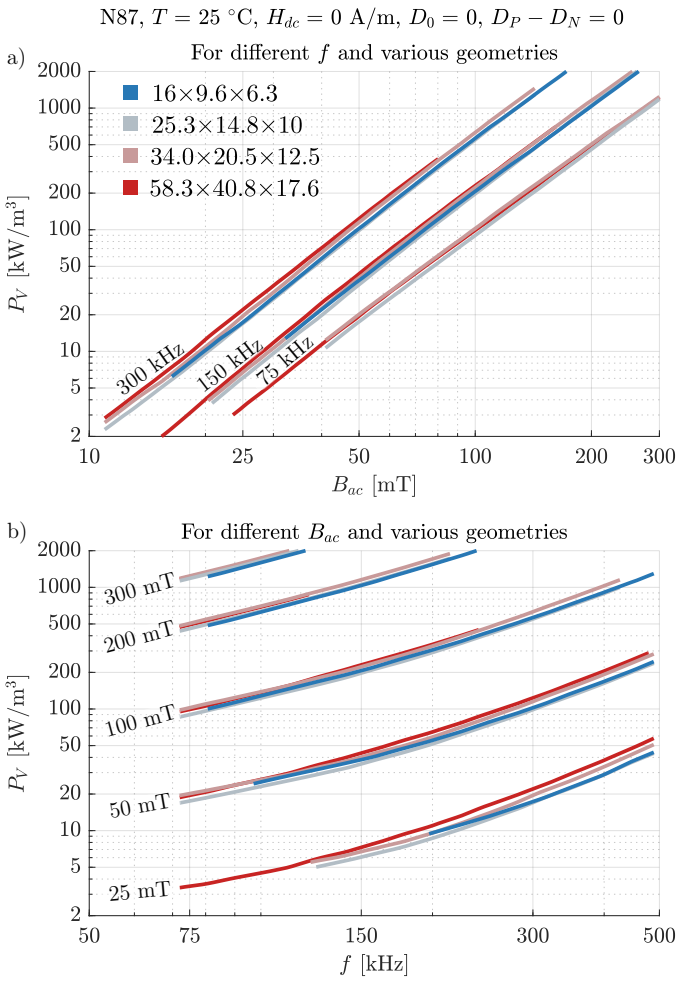 N87, T = 25 °C, H_dc = 0 A/m, D_0 = 0, D_P − D_N = 0
a)
For different f and various geometries
2000
1000
500
200
100
50
20
10
5
2
P_V [kW/m³]
16×9.6×6.3
25.3×14.8×10
34.0×20.5×12.5
58.3×40.8×17.6
300 kHz
150 kHz
75 kHz
10
25
50
100
200
300
B_ac [mT]
b)
For different B_ac and various geometries
2000
1000
500
200
100
50
20
10
5
2
P_V [kW/m³]
300 mT
200 mT
100 mT
50 mT
25 mT
50
75
150
300
500
f [kHz]